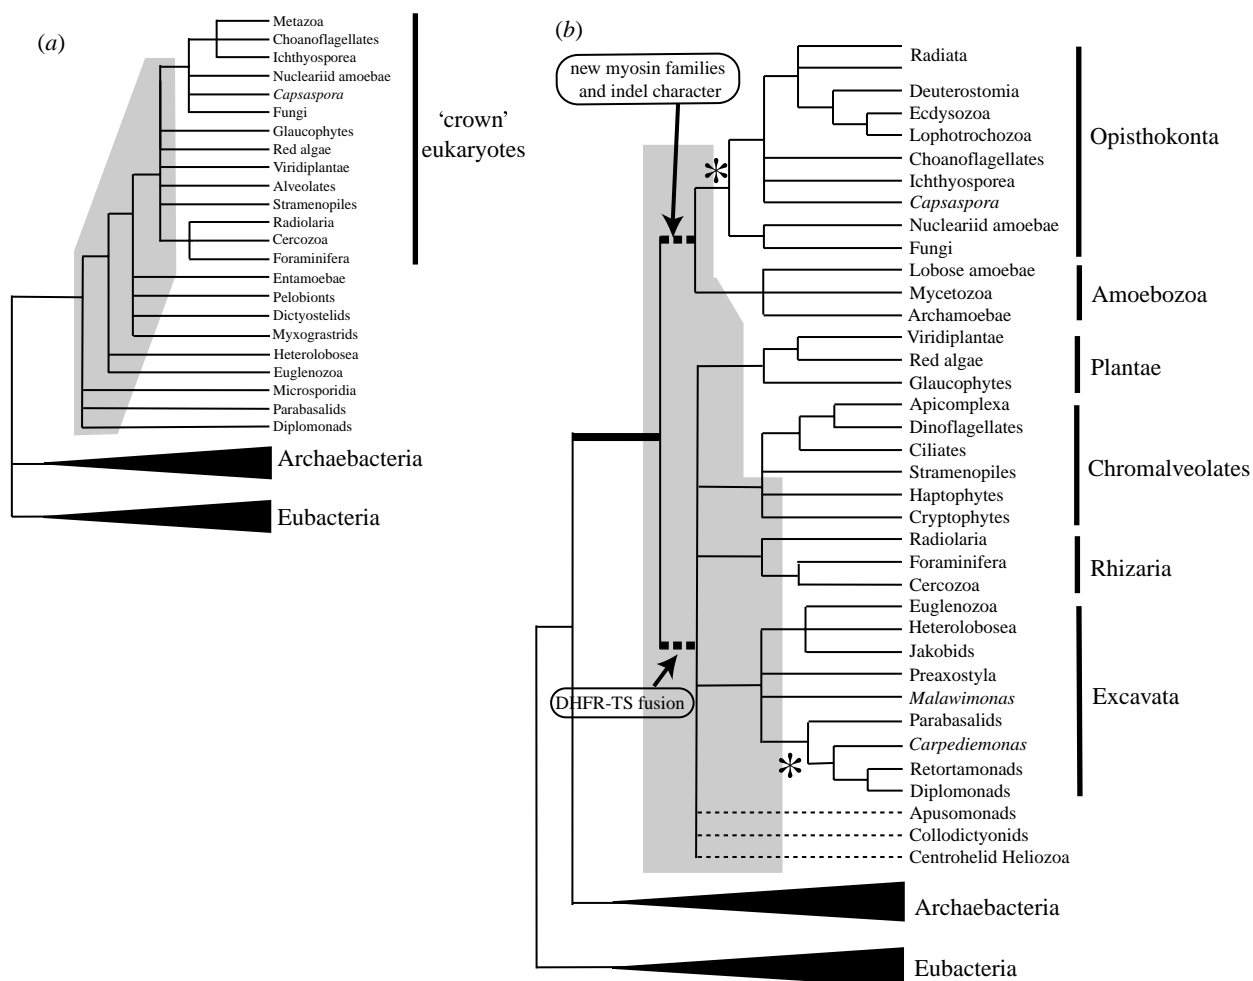 (a)
Metazoa
Choanoflagellates
Ichthyosporea
Nucleariid amoebae
Capsaspora
Fungi
Glaucophytes
Red algae
Viridiplantae
Alveolates
Stramenopiles
Radiolaria
Cercozoa
Foraminifera
Entamoebae
Pelobionts
Dictyostelids
Myxogastrids
Heterolobosea
Euglenozoa
Microsporidia
Parabasalids
Diplomonads
Archaebacteria
Eubacteria
‘crown’
eukaryotes
(b)
new myosin families
and indel character
*
DHFR-TS fusion
*
Radiata
Deuterostomia
Ecdysozoa
Lophotrochozoa
Choanoflagellates
Ichthyosporea
Capsaspora
Nucleariid amoebae
Fungi
Lobose amoebae
Mycetozoa
Archamoebae
Viridiplantae
Red algae
Glaucophytes
Apicomplexa
Dinoflagellates
Ciliates
Stramenopiles
Haptophytes
Cryptophytes
Radiolaria
Foraminifera
Cercozoa
Euglenozoa
Heterolobosea
Jakobids
Preaxostyla
Malawimonas
Parabasalids
Carpediemonas
Retortamonads
Diplomonads
Apusomonads
Collodictyonids
Centrohelid Heliozoa
Archaebacteria
Eubacteria
Opisthokonta
Amoebozoa
Plantae
Chromalveolates
Rhizaria
Excavata